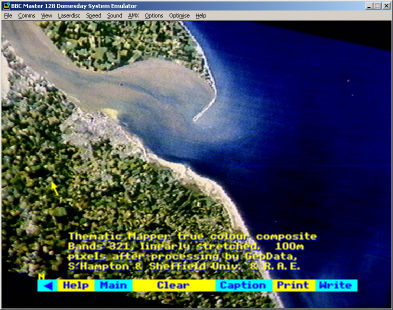 BBC Master 128 Domesday System Emulator
File Comms View Laserdisc Speed Sound AMX Options Optimise Help
Thematic Mapper true colour composite
Bands 321, linearly stretched. 100m
pixels after processing by GeoData,
S'Hampton & Sheffield Univ. & R.A.E.
N
Help Main Clear Caption Print Write